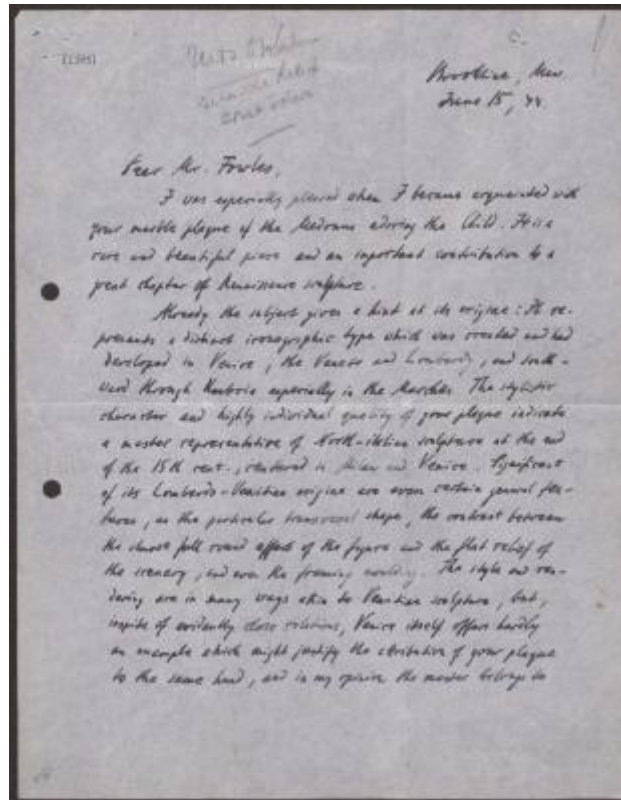 [1595]
Brookline, Mass.
June 15, 44.
Dear Mr. Fowles,
I was especially pleased when I became acquainted with
your marble plaque of the Madonna adoring the Child. It is a
rare and beautiful piece and an important contribution to a
great chapter of Renaissance sculpture.
Already the subject gives a hint at its origine: It re-
presents a distinct iconographic type which was created and had
developed in Venice, the Veneto and Lombardy, and south-
ward through Umbria especially in the Marches. The stylistic
character and highly individual quality of your plaque indicate
a master representative of North-italian sculpture at the end
of the 15th cent., centered in Milan and Venice. Significant
of its Lombardo-Venitian origine are even certain general fea-
tures, as the particular transversal shape, the contrast between
the almost full round effect of the figure and the flat relief of
the scenery, and even the framing moulding. The style and ren-
dering are in many ways akin to Venitian sculpture, but,
inspite of evidently close relations, Venice itself offers hardly
an example which might justify the attribution of your plaque
to the same hand, and in my opinion the master belongs to